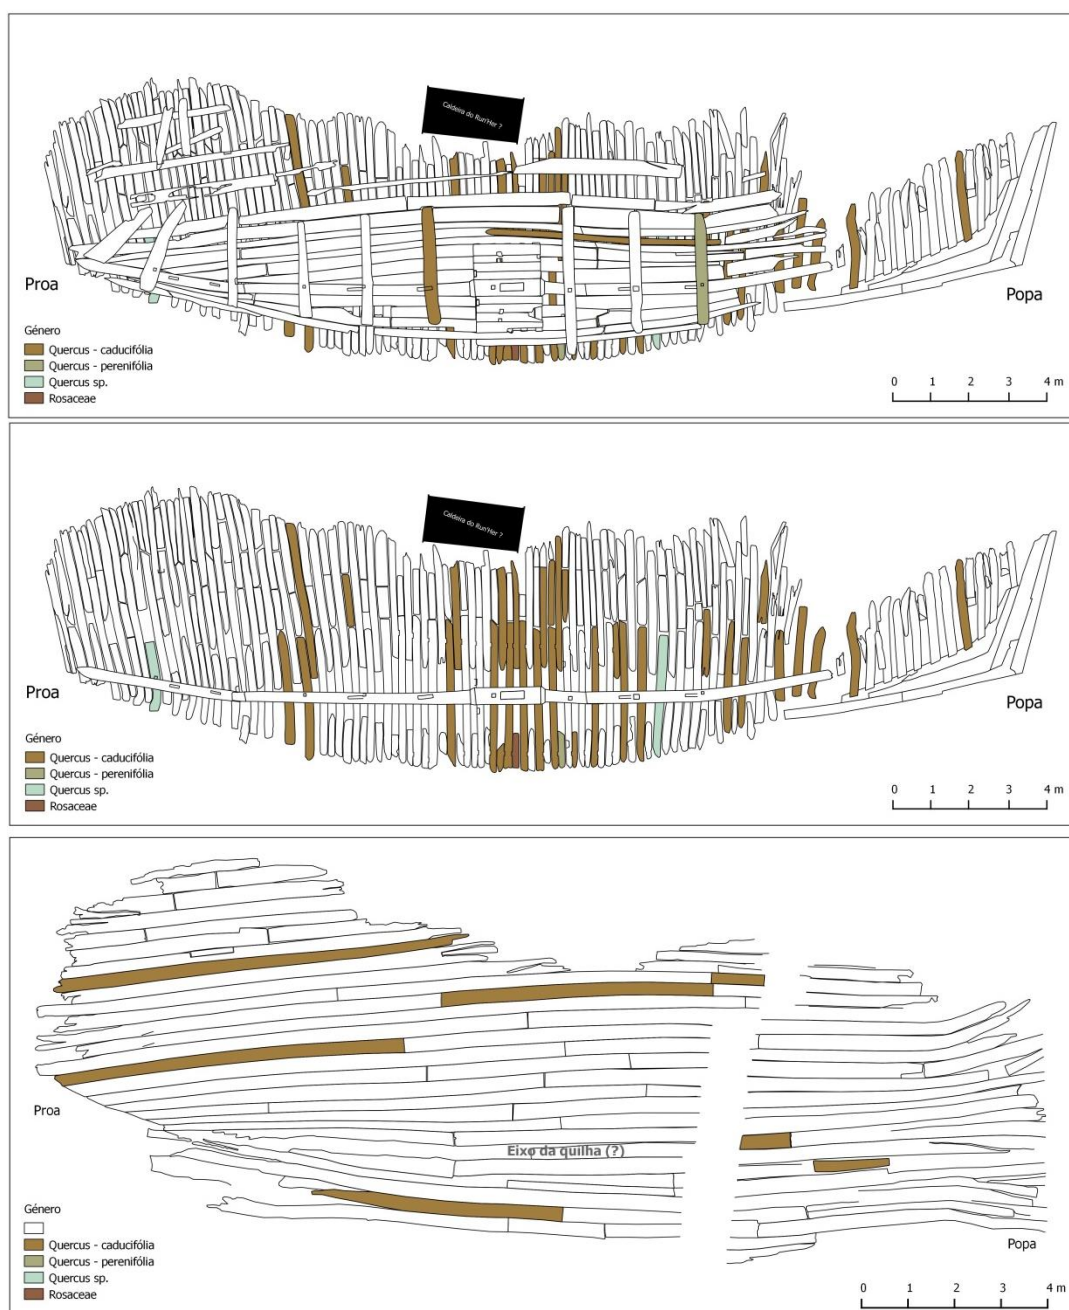 Caldeira do Run'Her ?
Proa
Popa
Género
Quercus - caducifólia
Quercus - perenifólia
Quercus sp.
Rosaceae
0 1 2 3 4 m
Caldeira do Run'Her ?
Proa
Popa
Género
Quercus - caducifólia
Quercus - perenifólia
Quercus sp.
Rosaceae
0 1 2 3 4 m
Proa
Eixo da quilha (?)
Popa
Género
Quercus - caducifólia
Quercus - perenifólia
Quercus sp.
Rosaceae
0 1 2 3 4 m